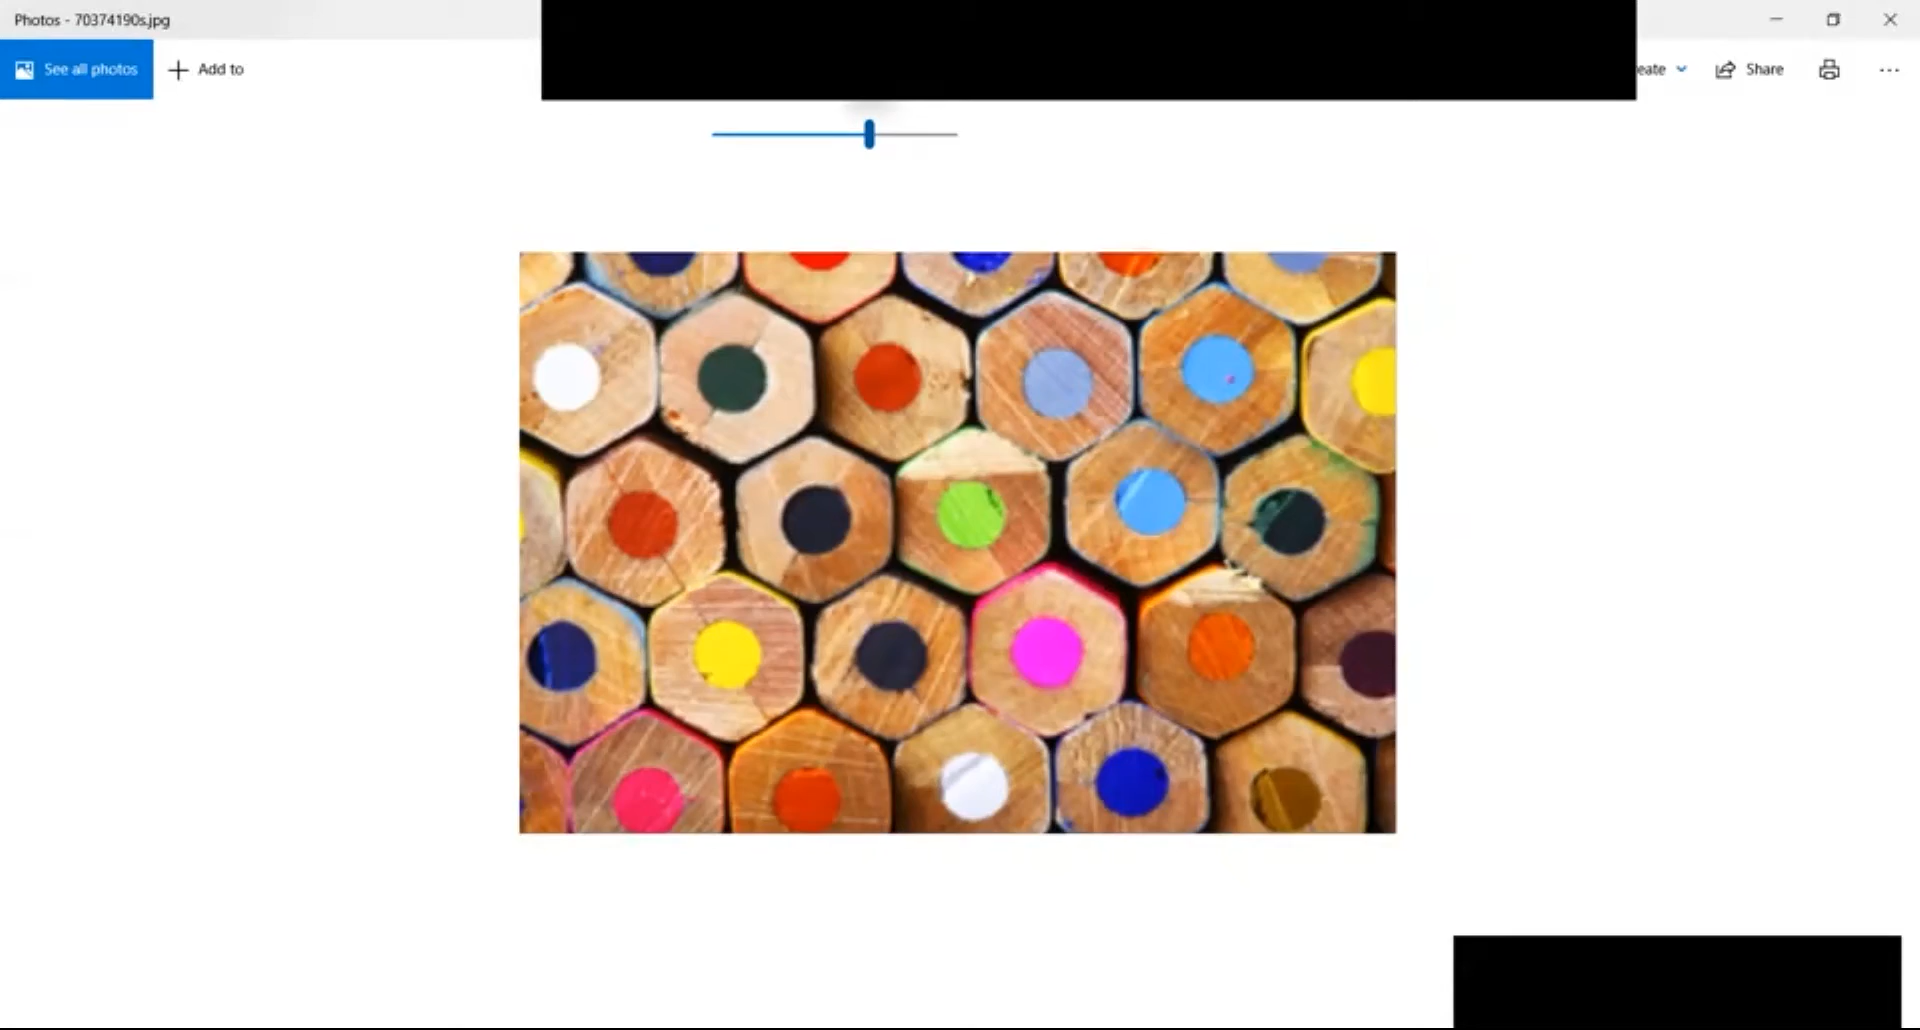 Photos - 70374190s.jpg
See all photos
Add to
eate
Share